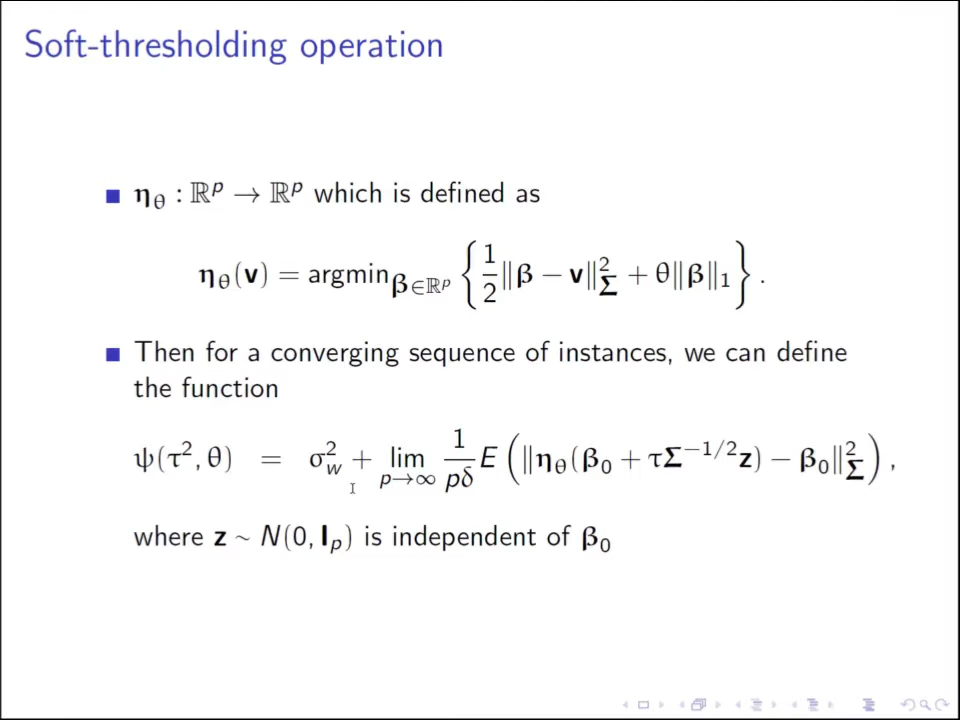 Soft-thresholding operation
η_θ : ℝ^p → ℝ^p which is defined as
η_θ(v) = argmin_{β∈ℝ^p} { 1/2 ‖β − v‖²_Σ + θ‖β‖₁ } .
Then for a converging sequence of instances, we can define
the function
ψ(τ², θ) = σ²_w + lim_{p→∞} 1/(pδ) E ( ‖η_θ(β₀ + τΣ^{−1/2}z) − β₀‖²_Σ ) ,
where z ∼ N(0, I_p) is independent of β₀